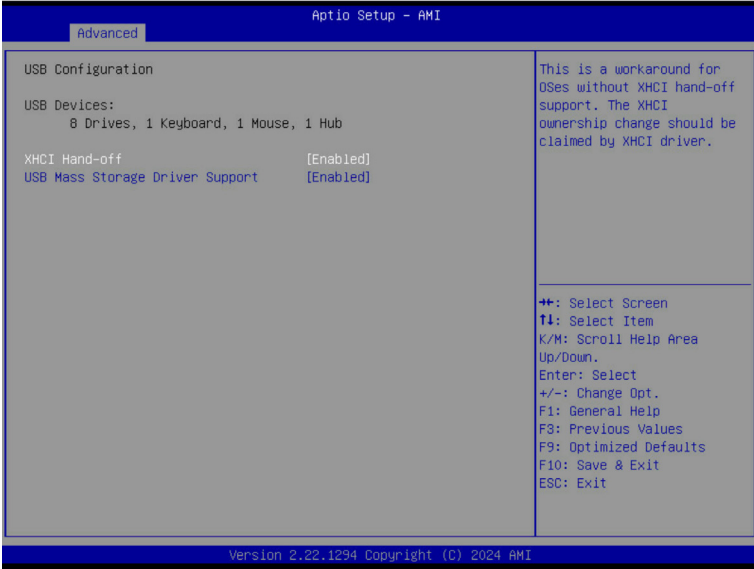 Aptio Setup - AMI
Advanced
USB Configuration
USB Devices:
8 Drives, 1 Keyboard, 1 Mouse, 1 Hub
XHCI Hand-off [Enabled]
USB Mass Storage Driver Support [Enabled]
This is a workaround for
OSes without XHCI hand-off
support. The XHCI
ownership change should be
claimed by XHCI driver.
→←: Select Screen
↑↓: Select Item
K/M: Scroll Help Area
Up/Down.
Enter: Select
+/-: Change Opt.
F1: General Help
F3: Previous Values
F9: Optimized Defaults
F10: Save & Exit
ESC: Exit
Version 2.22.1294 Copyright (C) 2024 AMI